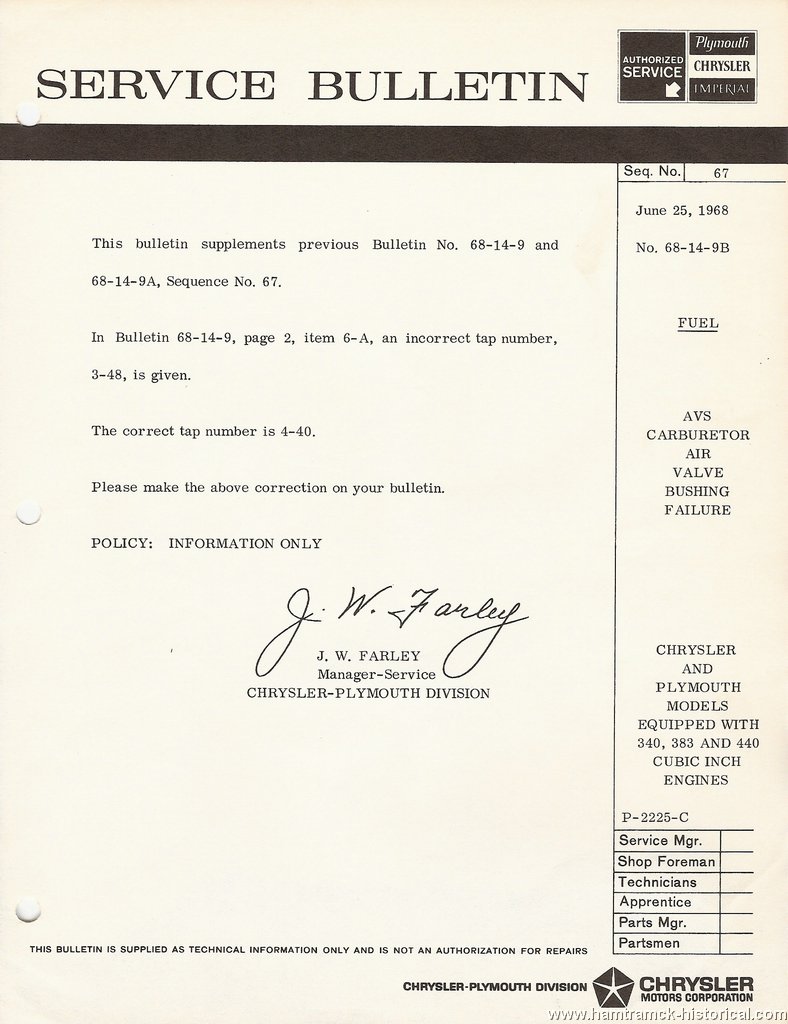 SERVICE BULLETIN
AUTHORIZED
SERVICE
Plymouth
CHRYSLER
IMPERIAL
Seq. No. 67
June 25, 1968
No. 68-14-9B
FUEL
AVS
CARBURETOR
AIR
VALVE
BUSHING
FAILURE
This bulletin supplements previous Bulletin No. 68-14-9 and
68-14-9A, Sequence No. 67.
In Bulletin 68-14-9, page 2, item 6-A, an incorrect tap number,
3-48, is given.
The correct tap number is 4-40.
Please make the above correction on your bulletin.
POLICY: INFORMATION ONLY
J. W. Farley
J. W. FARLEY
Manager-Service
CHRYSLER-PLYMOUTH DIVISION
CHRYSLER
AND
PLYMOUTH
MODELS
EQUIPPED WITH
340, 383 AND 440
CUBIC INCH
ENGINES
P-2225-C
Service Mgr.
Shop Foreman
Technicians
Apprentice
Parts Mgr.
Partsmen
THIS BULLETIN IS SUPPLIED AS TECHNICAL INFORMATION ONLY AND IS NOT AN AUTHORIZATION FOR REPAIRS
CHRYSLER-PLYMOUTH DIVISION
CHRYSLER
MOTORS CORPORATION
www.hamtramck-historical.com